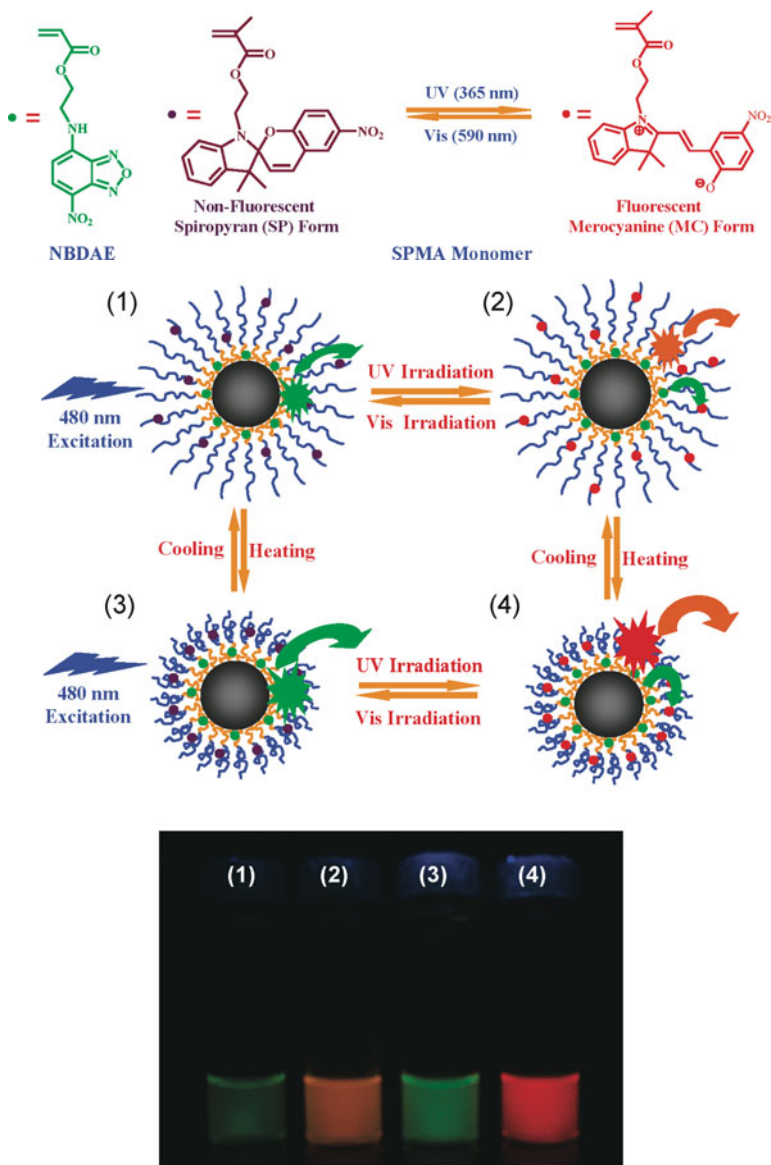 O
O
NH
N
O
N
NO₂
=
NBDAE
O
O
N
O
NO₂
=
Non-Fluorescent
Spiropyran (SP) Form
UV (365 nm)
Vis (590 nm)
SPMA Monomer
O
O
N
⊕
NO₂
O
⊖
=
Fluorescent
Merocyanine (MC) Form
(1)
480 nm
Excitation
UV Irradiation
Vis Irradiation
(2)
Cooling
Heating
Cooling
Heating
(3)
480 nm
Excitation
UV Irradiation
Vis Irradiation
(4)
(1) (2) (3) (4)